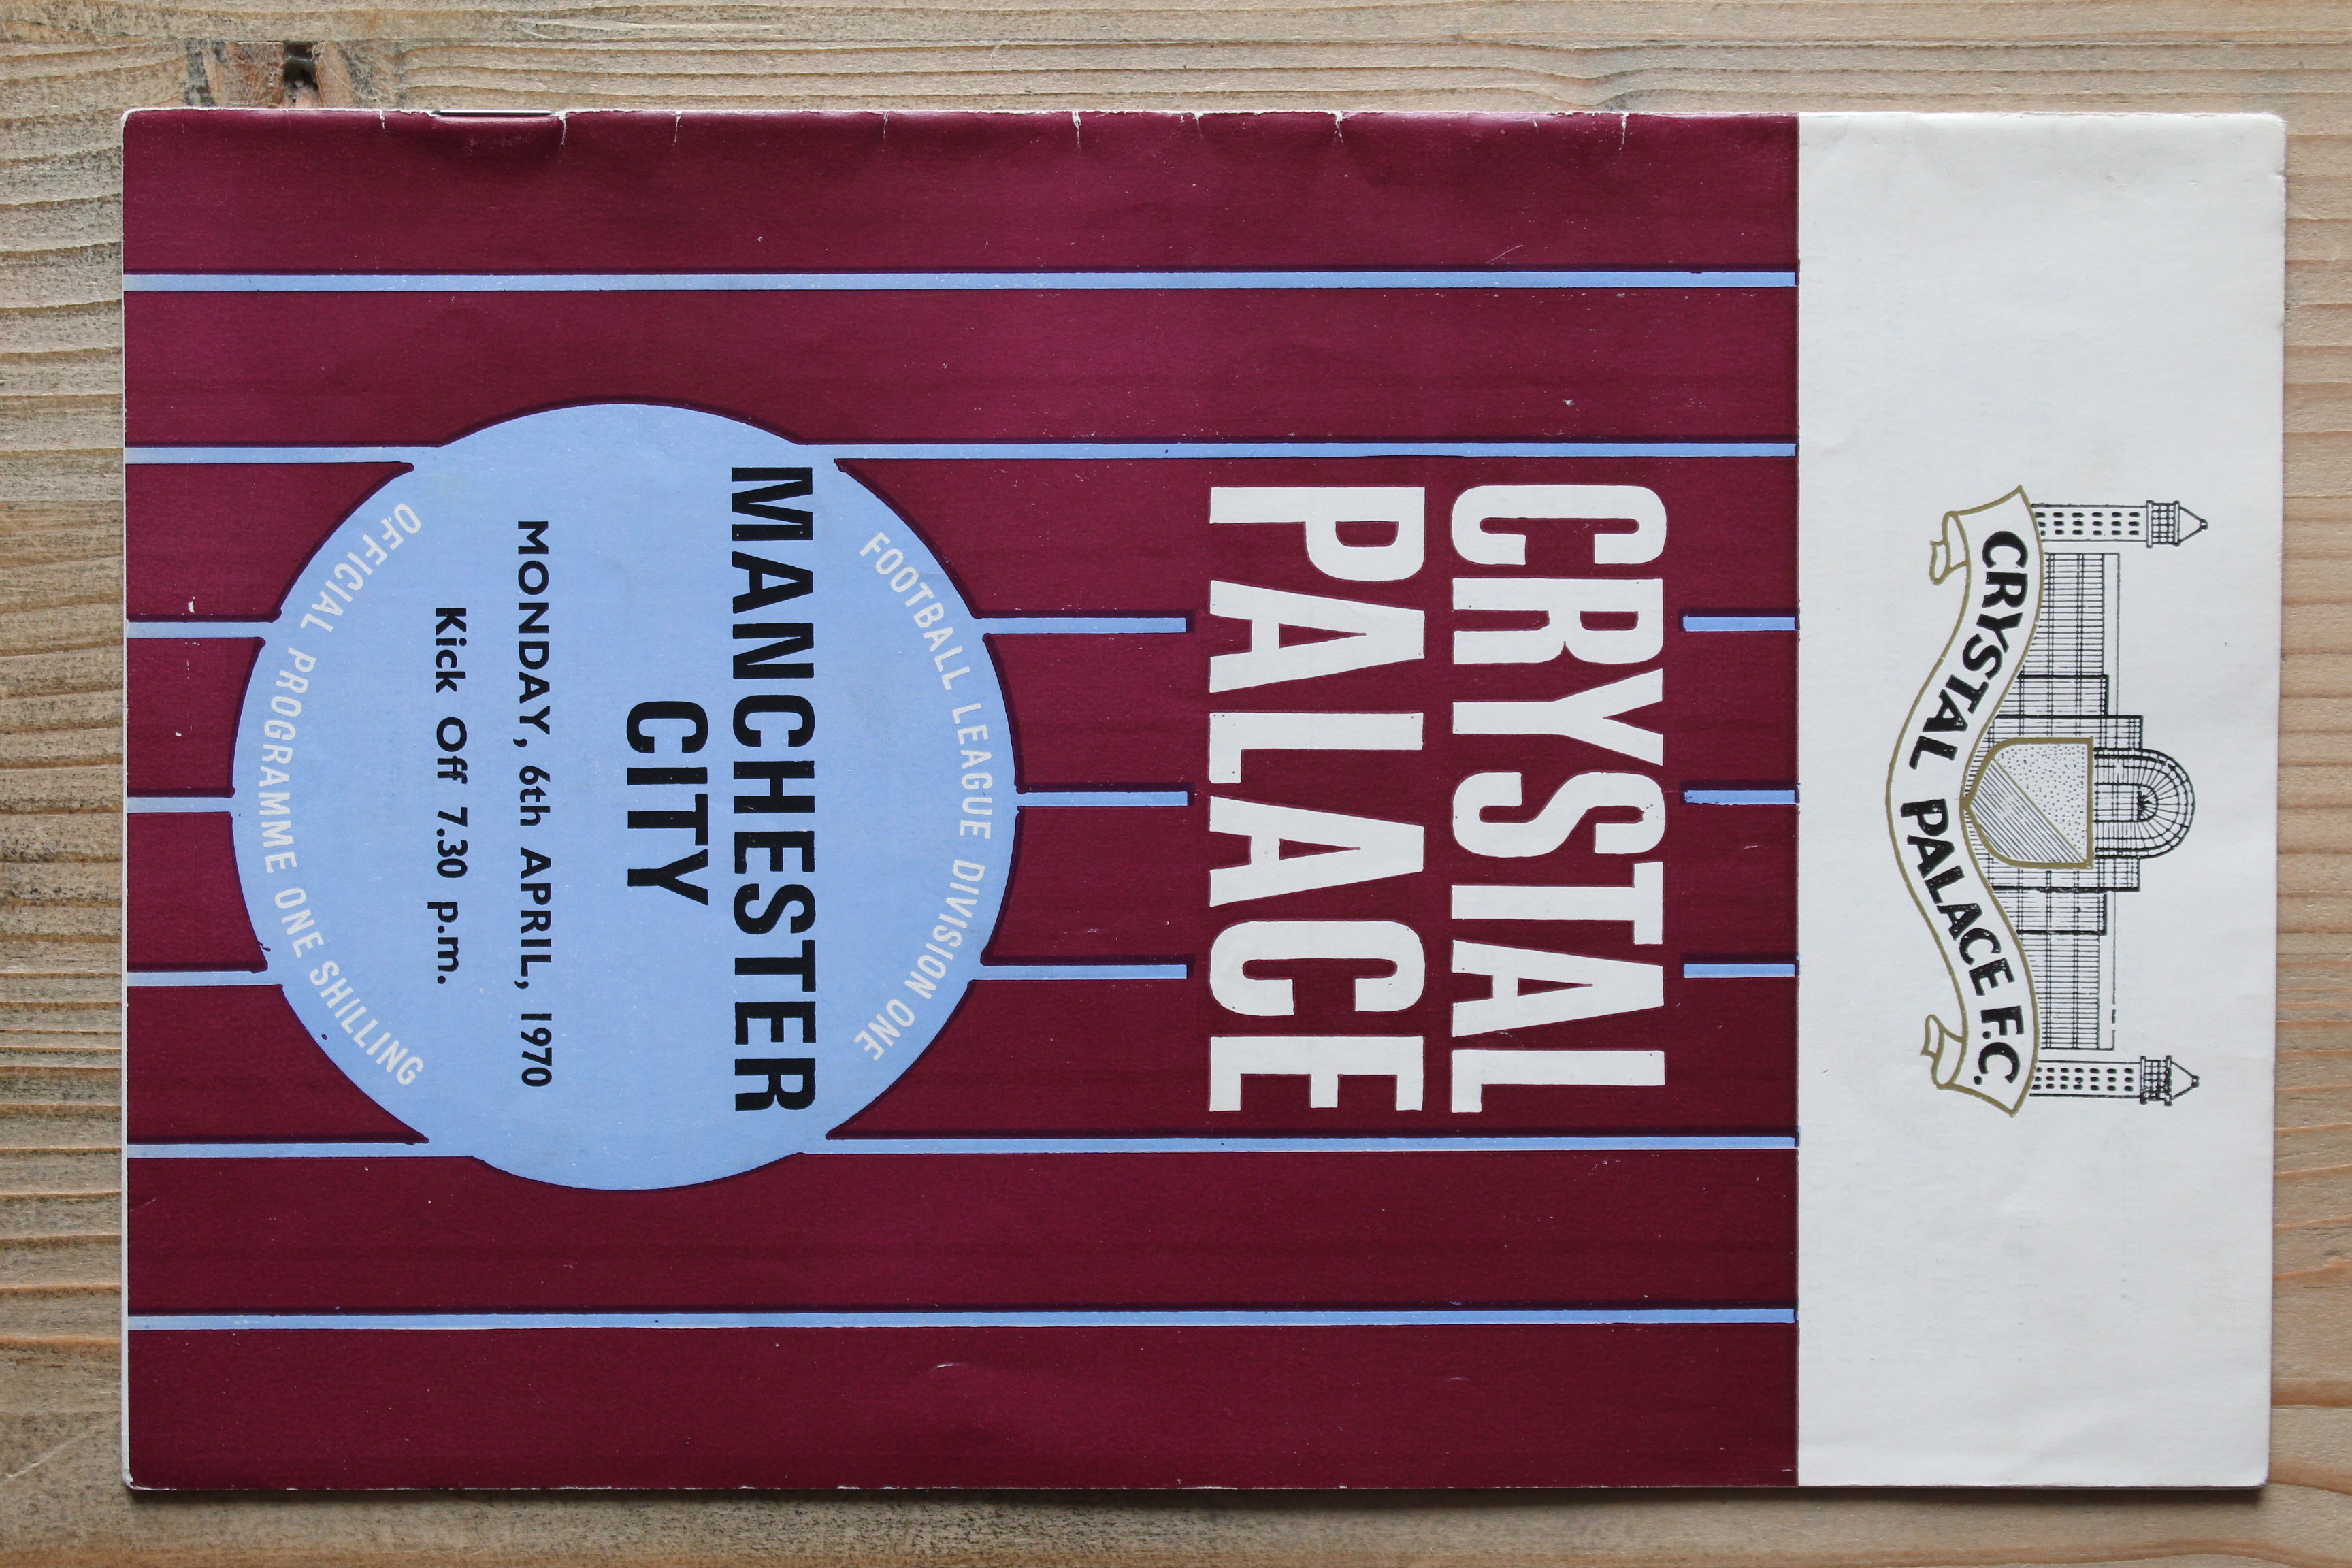 CRYSTAL PALACE F.C.
CRYSTAL
PALACE
FOOTBALL LEAGUE DIVISION ONE
MANCHESTER
CITY
MONDAY, 6th APRIL, 1970
Kick Off 7.30 p.m.
OFFICIAL PROGRAMME ONE SHILLING